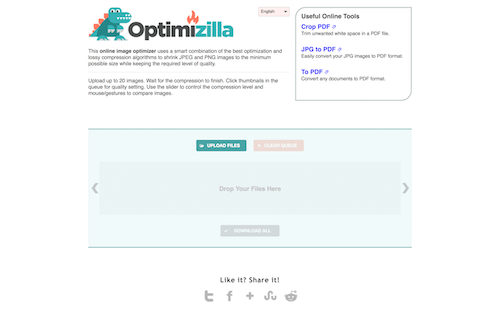 Optimizilla
English
This online image optimizer uses a smart combination of the best optimization and
lossy compression algorithms to shrink JPEG and PNG images to the minimum
possible size while keeping the required level of quality.
Upload up to 20 images. Wait for the compression to finish. Click thumbnails in the
queue for quality setting. Use the slider to control the compression level and
mouse/gestures to compare images.
Useful Online Tools
Crop PDF
Trim unwanted white space in a PDF file.
JPG to PDF
Easily convert your JPG images to PDF format.
To PDF
Convert any documents to PDF format.
UPLOAD FILES
CLEAR QUEUE
Drop Your Files Here
DOWNLOAD ALL
Like it? Share it!